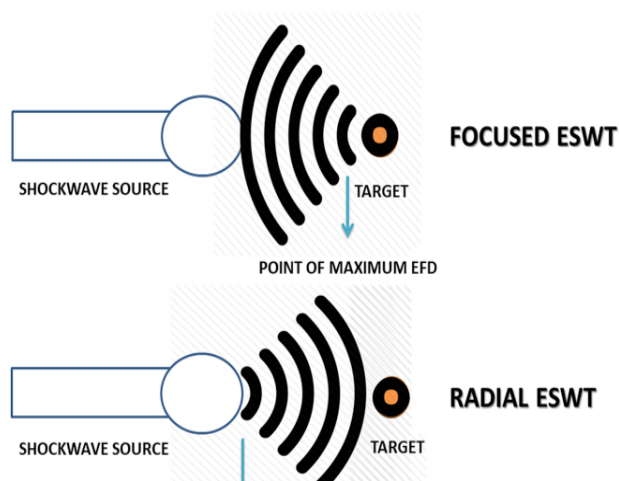 FOCUSED ESWT
SHOCKWAVE SOURCE
TARGET
POINT OF MAXIMUM EFD
RADIAL ESWT
SHOCKWAVE SOURCE
TARGET